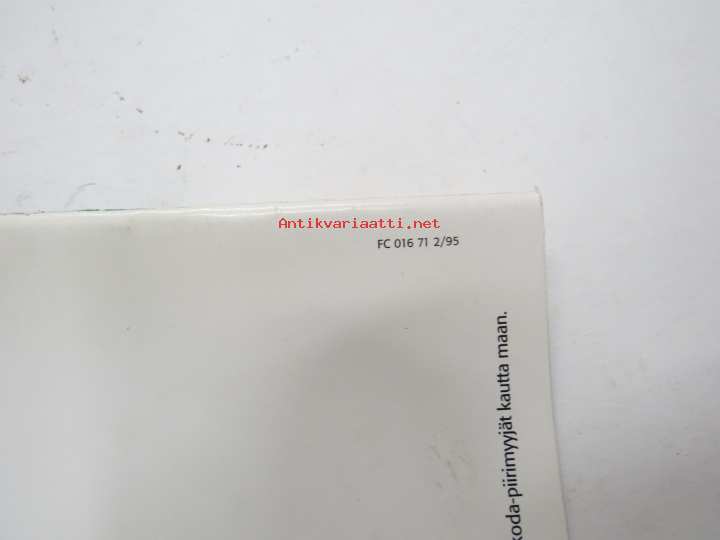 Antikvariaatti.net
FC 016 71 2/95
koda-piirimyyjät kautta maan.